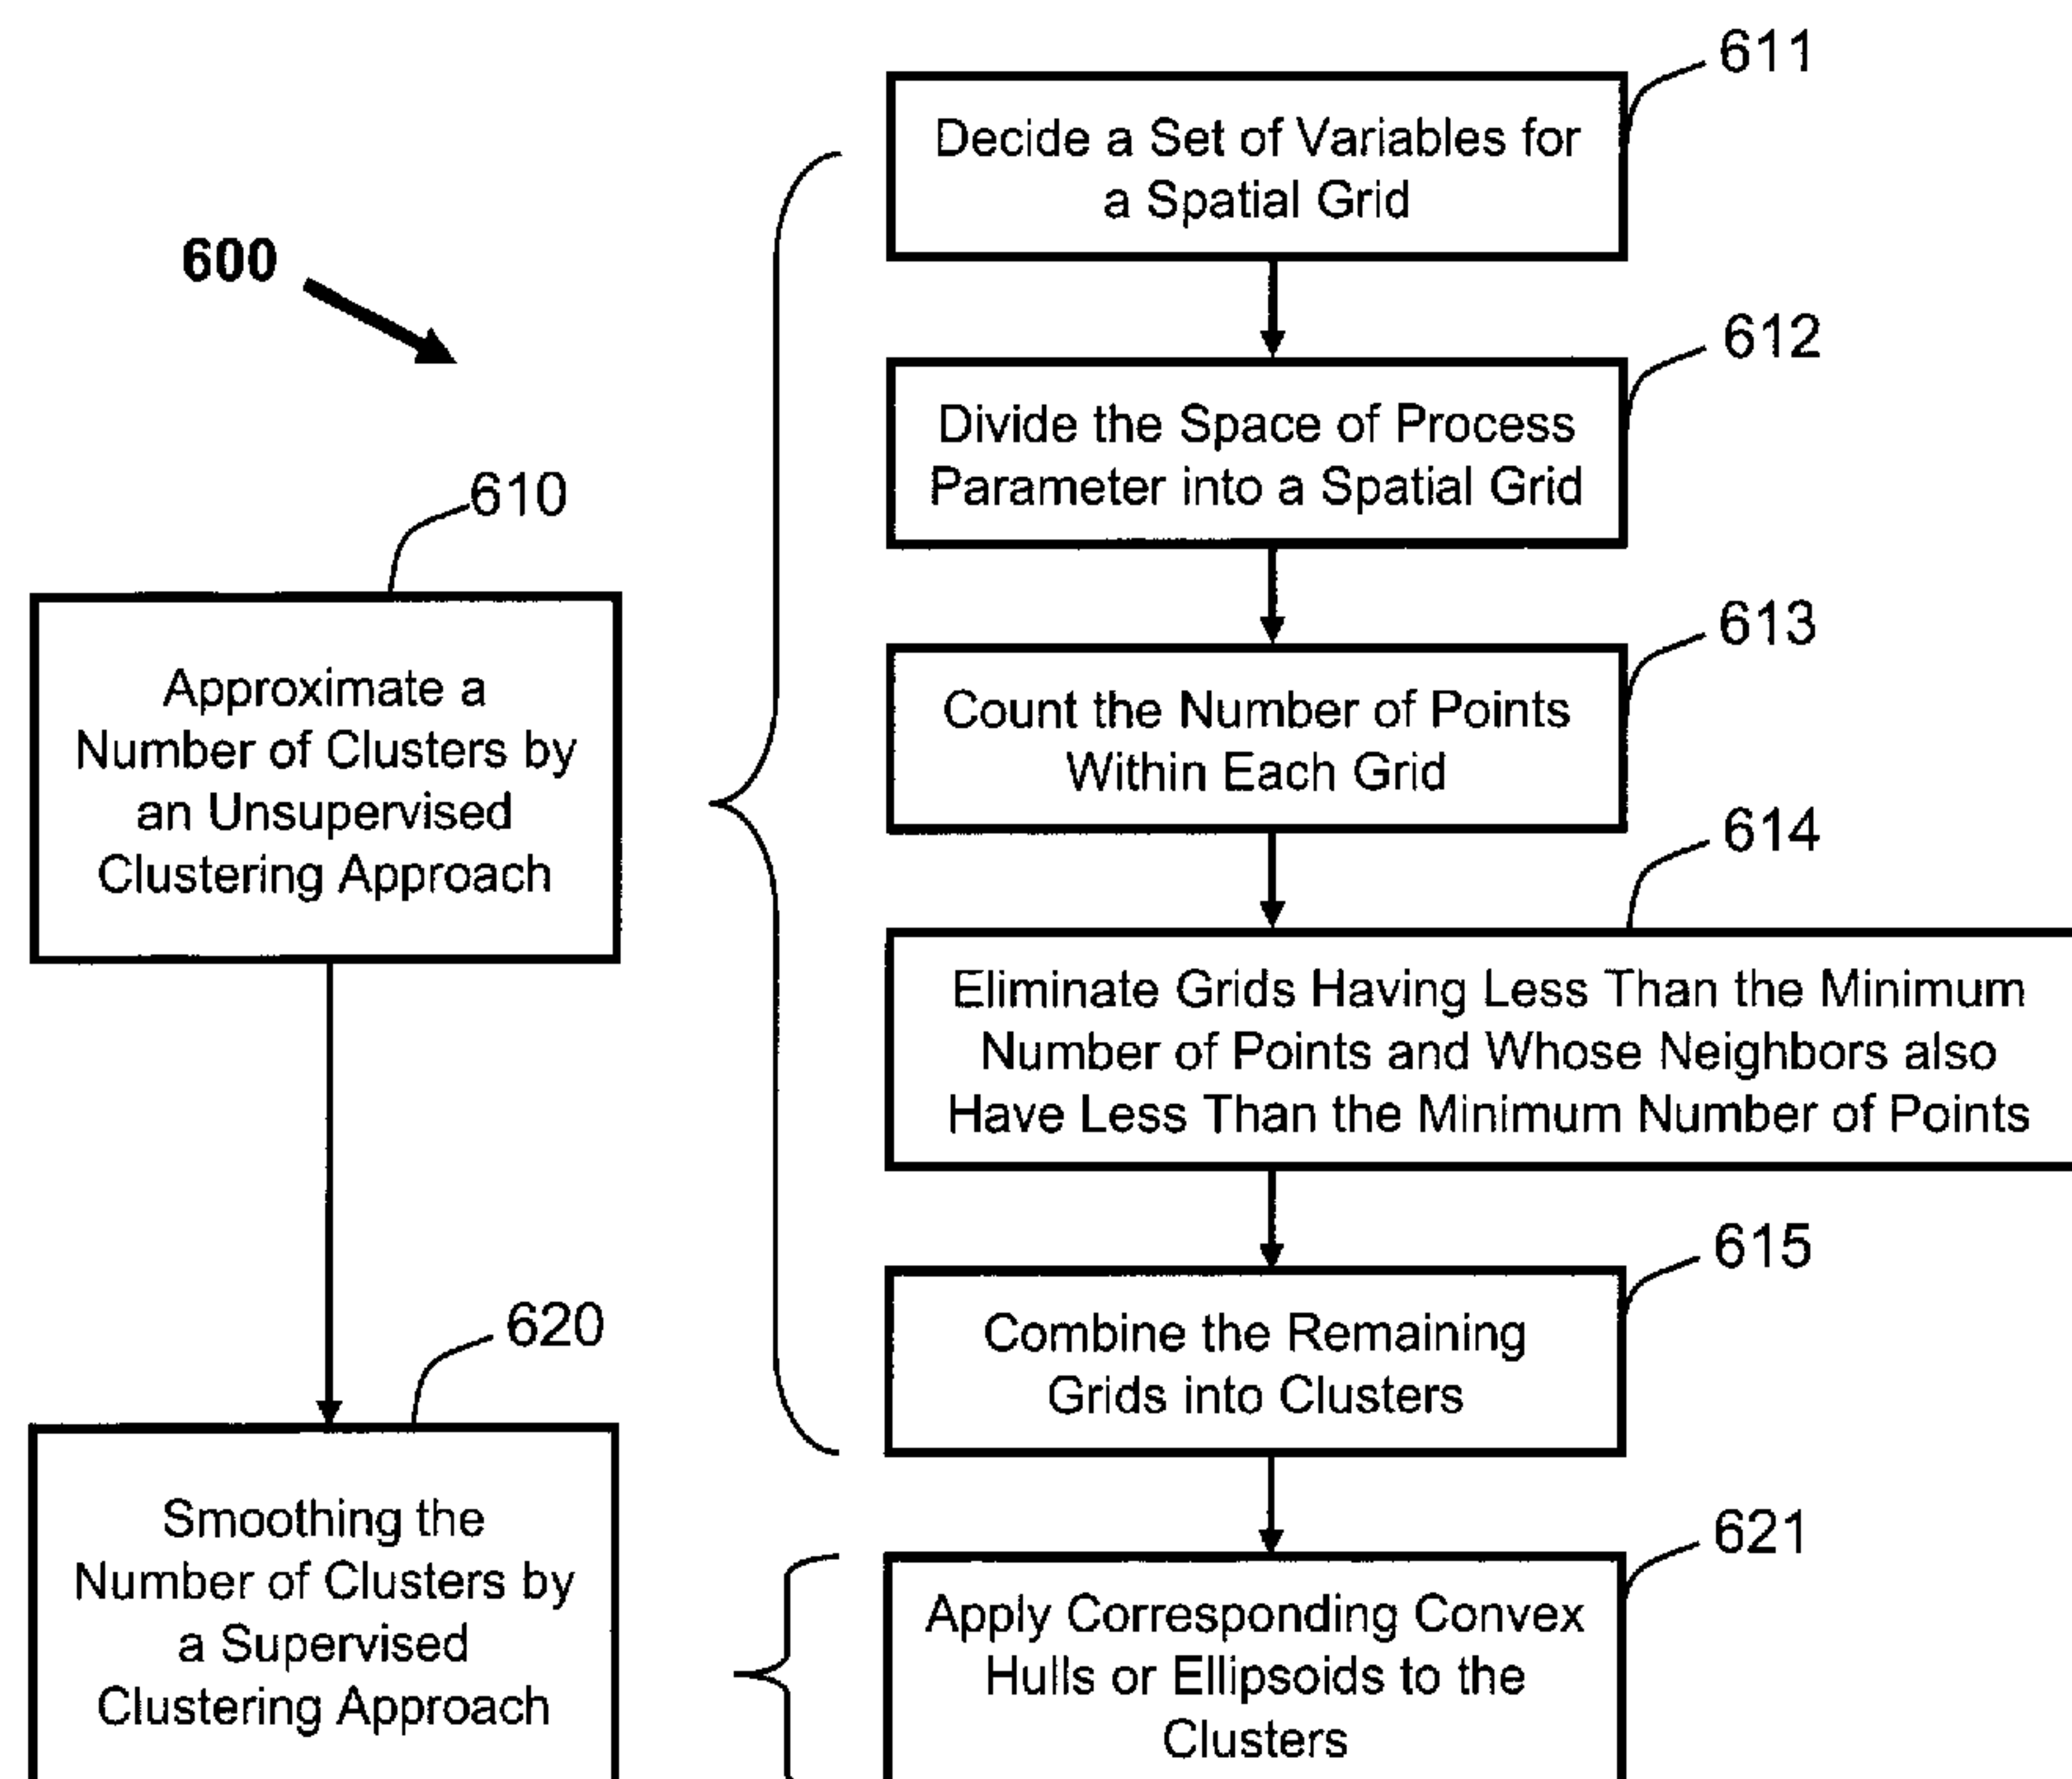 600
610
Approximate a
Number of Clusters by
an Unsupervised
Clustering Approach
620
Smoothing the
Number of Clusters by
a Supervised
Clustering Approach
611
Decide a Set of Variables for
a Spatial Grid
612
Divide the Space of Process
Parameter into a Spatial Grid
613
Count the Number of Points
Within Each Grid
614
Eliminate Grids Having Less Than the Minimum
Number of Points and Whose Neighbors also
Have Less Than the Minimum Number of Points
615
Combine the Remaining
Grids into Clusters
621
Apply Corresponding Convex
Hulls or Ellipsoids to the
Clusters